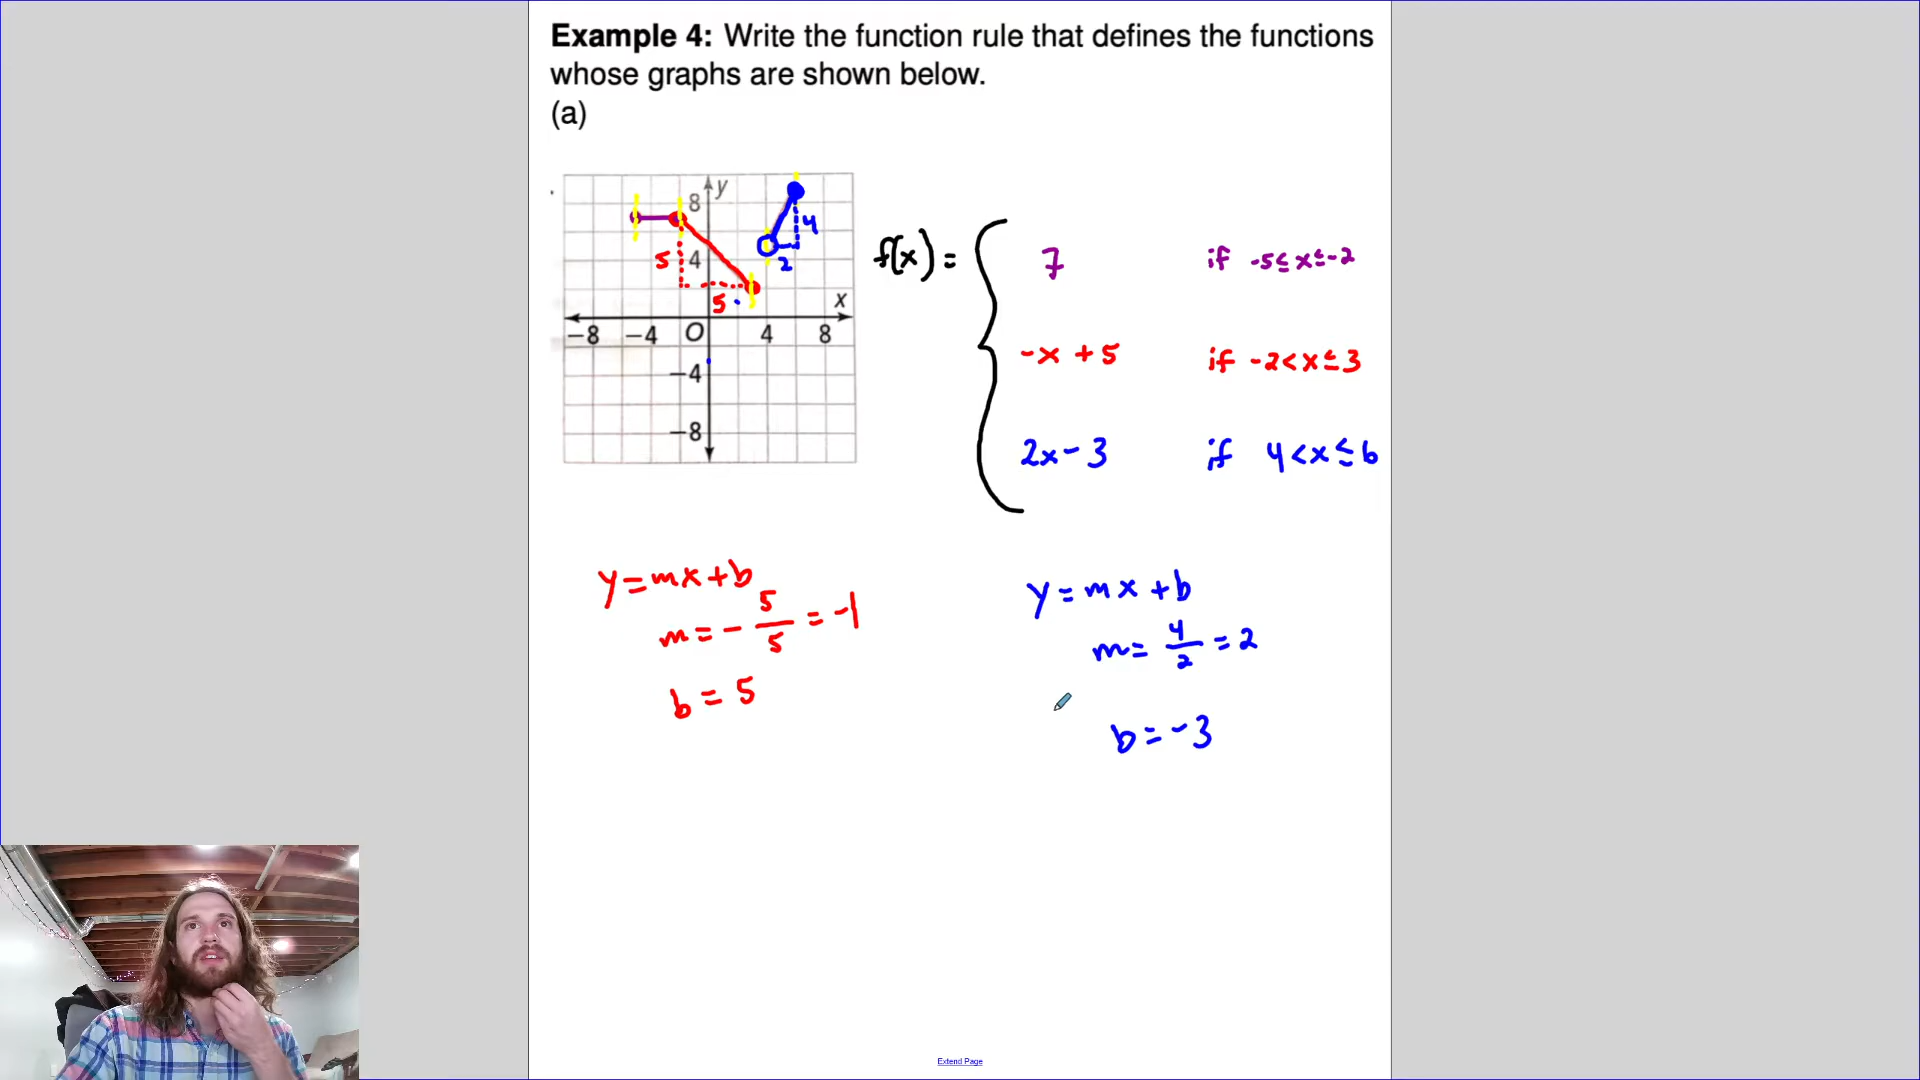 Example 4: Write the function rule that defines the functions
whose graphs are shown below.
(a)
y
8
4
5
4
2
5
x
−8 −4 O 4 8
−4
−8
f(x) =
7 if -5≤x≤-2
-x +5 if -2<x≤3
2x-3 if 4<x≤6
y=mx+b
m= - 5/5 = -1
b = 5
y = mx +b
m= 4/2 = 2
b = -3
Extend Page